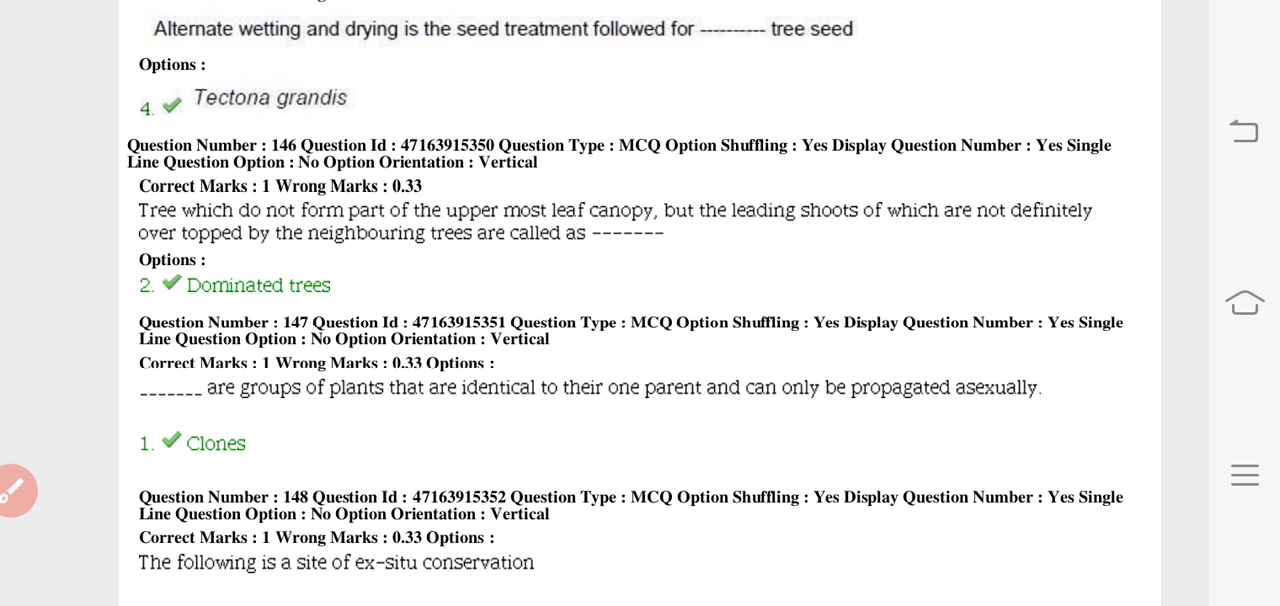 Alternate wetting and drying is the seed treatment followed for ---------- tree seed
Options :
4. Tectona grandis
Question Number : 146 Question Id : 47163915350 Question Type : MCQ Option Shuffling : Yes Display Question Number : Yes Single
Line Question Option : No Option Orientation : Vertical
Correct Marks : 1 Wrong Marks : 0.33
Tree which do not form part of the upper most leaf canopy, but the leading shoots of which are not definitely
over topped by the neighbouring trees are called as -------
Options :
2. Dominated trees
Question Number : 147 Question Id : 47163915351 Question Type : MCQ Option Shuffling : Yes Display Question Number : Yes Single
Line Question Option : No Option Orientation : Vertical
Correct Marks : 1 Wrong Marks : 0.33 Options :
_______ are groups of plants that are identical to their one parent and can only be propagated asexually.
1. Clones
Question Number : 148 Question Id : 47163915352 Question Type : MCQ Option Shuffling : Yes Display Question Number : Yes Single
Line Question Option : No Option Orientation : Vertical
Correct Marks : 1 Wrong Marks : 0.33 Options :
The following is a site of ex-situ conservation